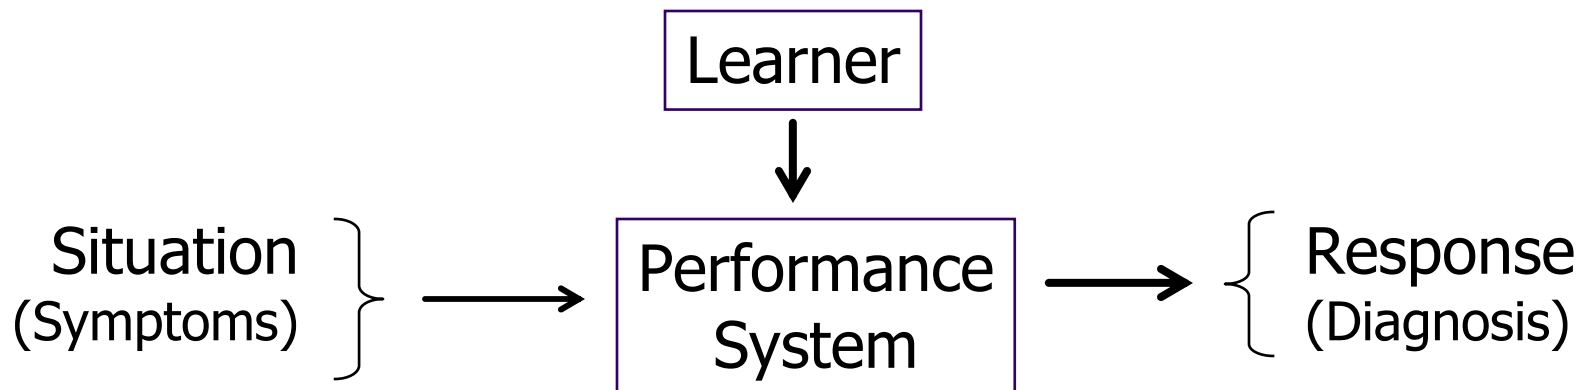 Learner
Situation
(Symptoms)
Performance
System
Response
(Diagnosis)